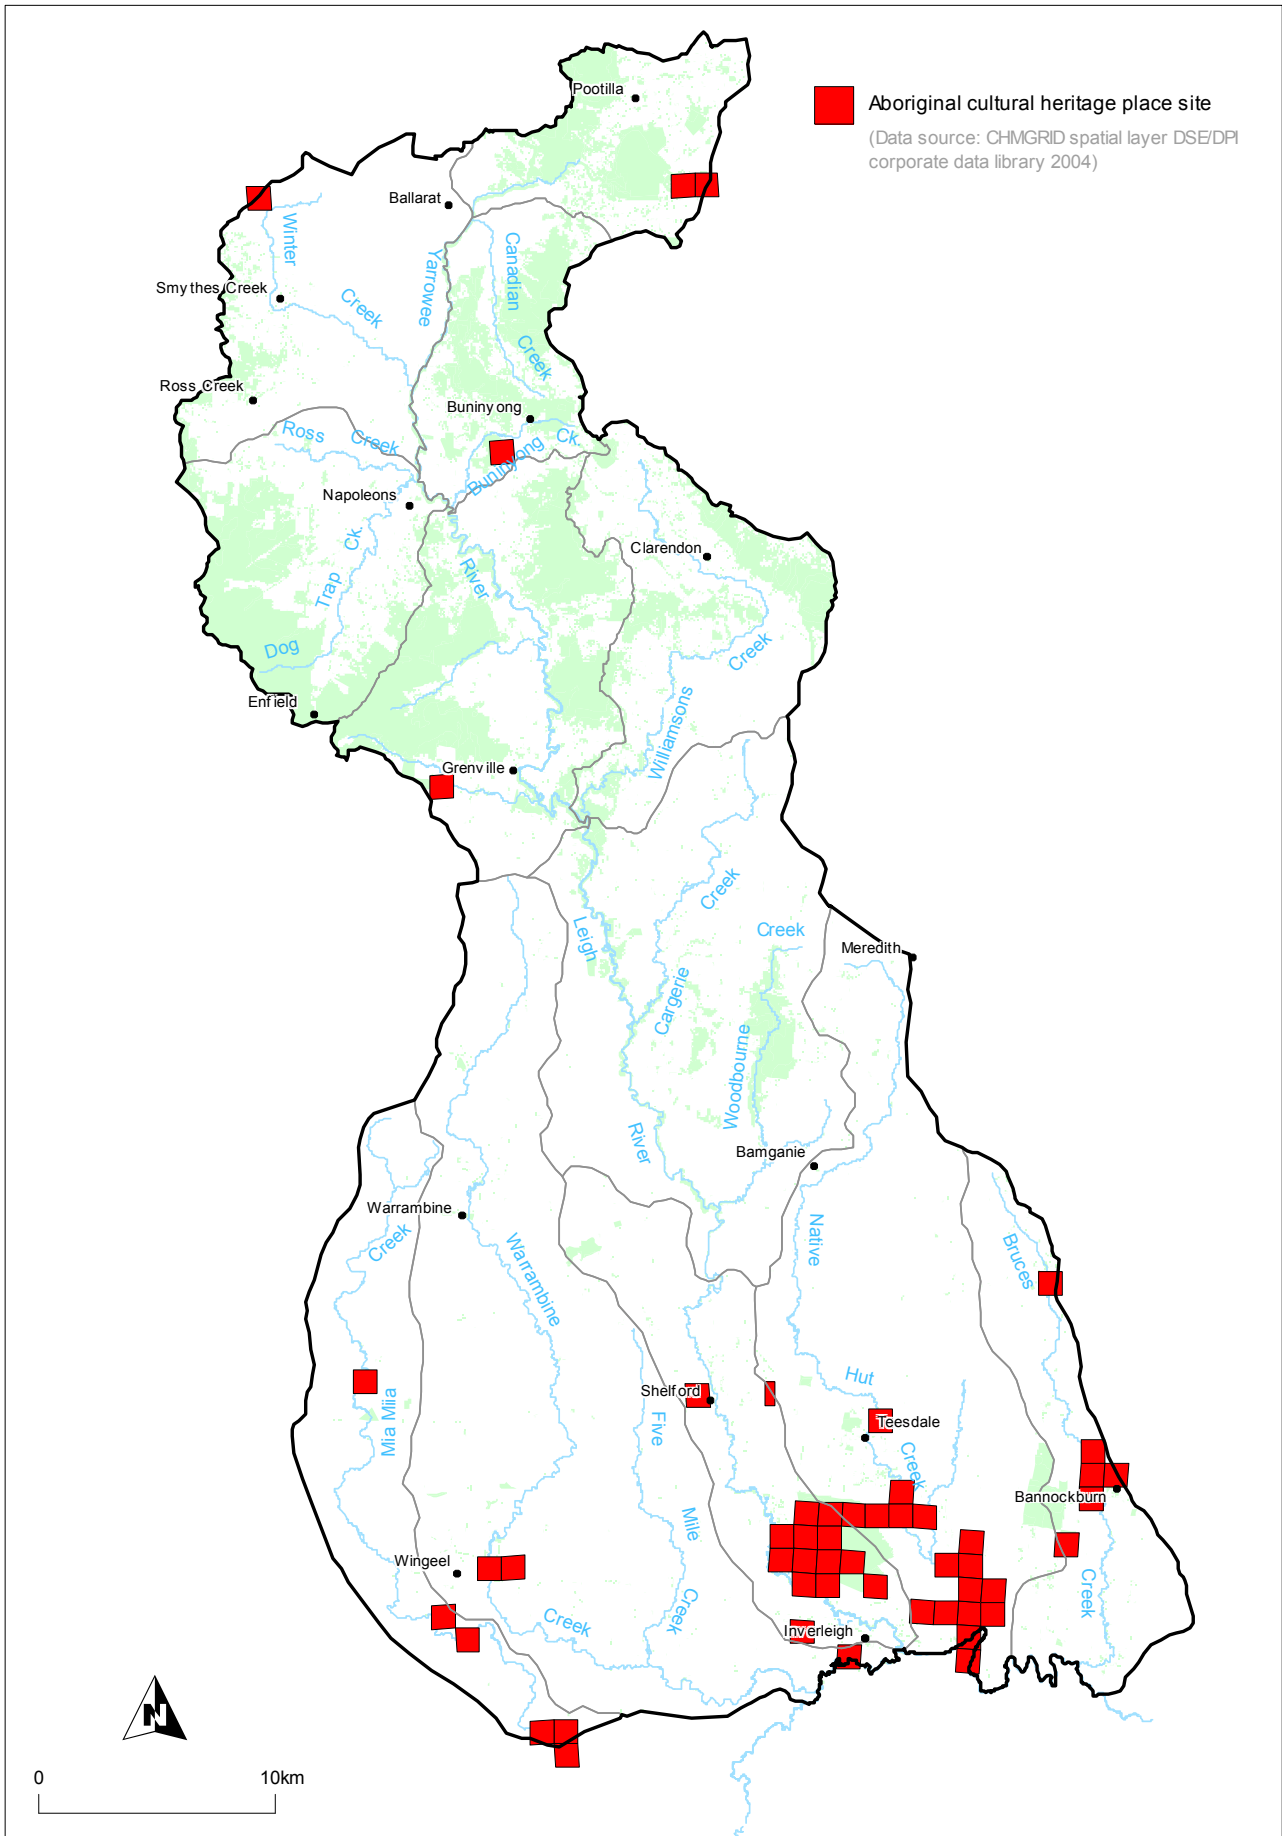 Pootilla
Aboriginal cultural heritage place site
(Data source: CHMGRID spatial layer DSE/DPI
corporate data library 2004)
Ballarat
Winter
Canadian
Yarrowee
Smythes Creek
Creek
Creek
Ross Creek
Buninyong
Ross Creek
Buninyong Ck.
Napoleons
Clarendon
Trap Ck.
River
Dog
Creek
Enfield
Williamsons
Grenville
Creek
Leigh
Creek
Meredith
Cargerie
Woodbourne
River
Bamganie
Warrambine
Creek
Native
Warrambine
Bruces
Hut
Shelford
Mia Mia
Five
Teesdale
Creek
Bannockburn
Mile
Wingeel
Creek
Creek
Creek
Inverleigh
N
0 10km